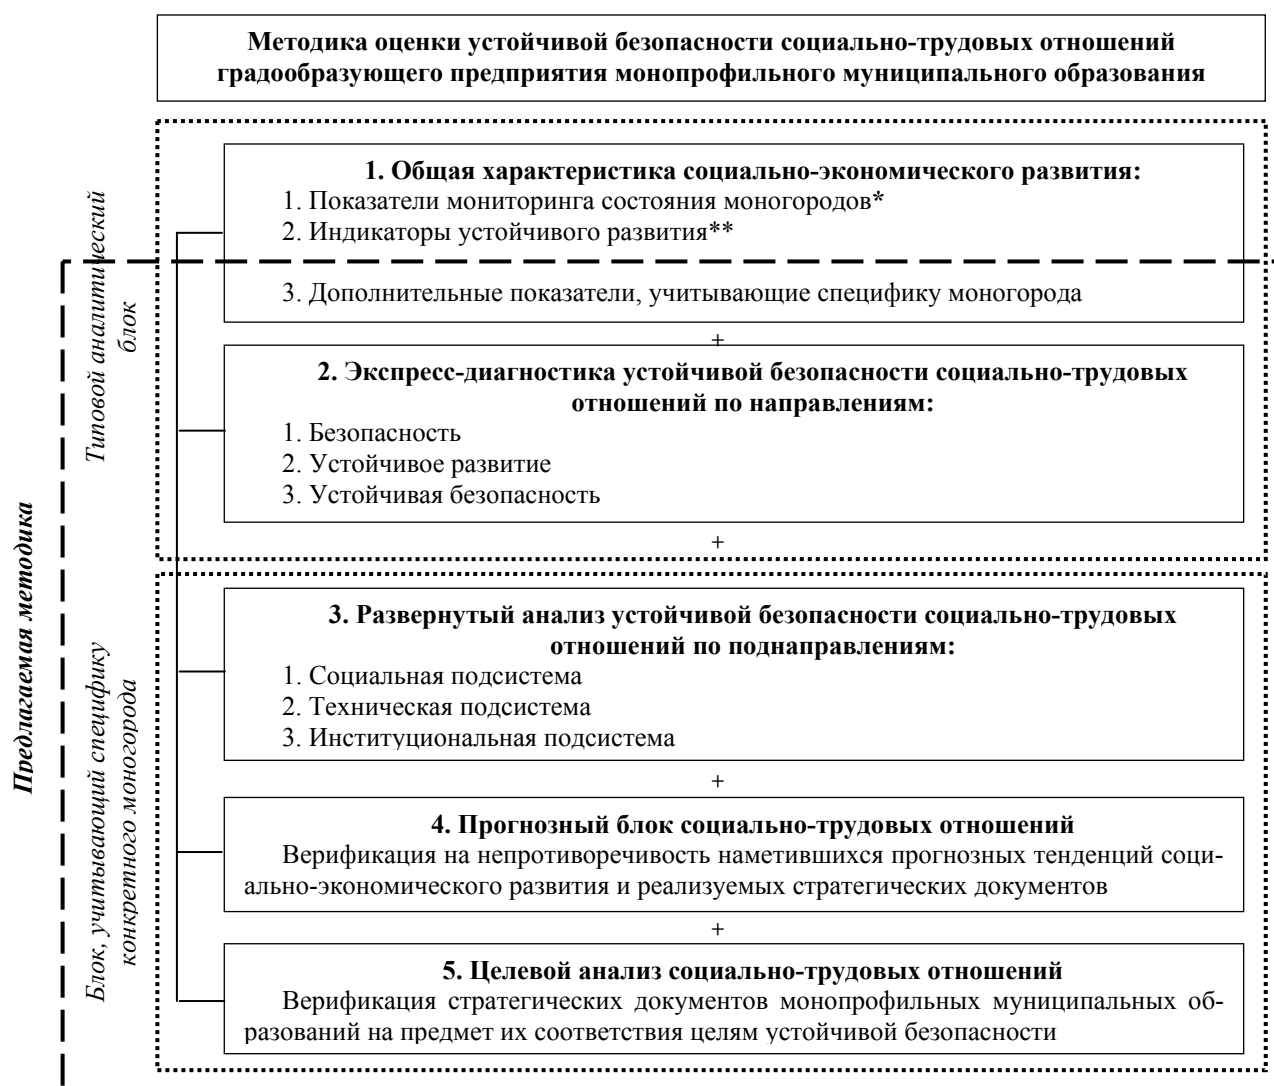 Методика оценки устойчивой безопасности социально-трудовых отношений
градообразующего предприятия монопрофильного муниципального образования
Предлагаемая методика
Типовой аналитический
блок
1. Общая характеристика социально-экономического развития:
1. Показатели мониторинга состояния моногородов*
2. Индикаторы устойчивого развития**
3. Дополнительные показатели, учитывающие специфику моногорода
+
2. Экспресс-диагностика устойчивой безопасности социально-трудовых
отношений по направлениям:
1. Безопасность
2. Устойчивое развитие
3. Устойчивая безопасность
+
Блок, учитывающий специфику
конкретного моногорода
3. Развернутый анализ устойчивой безопасности социально-трудовых
отношений по поднаправлениям:
1. Социальная подсистема
2. Техническая подсистема
3. Институциональная подсистема
+
4. Прогнозный блок социально-трудовых отношений
Верификация на непротиворечивость наметившихся прогнозных тенденций соци-
ально-экономического развития и реализуемых стратегических документов
+
5. Целевой анализ социально-трудовых отношений
Верификация стратегических документов монопрофильных муниципальных об-
разований на предмет их соответствия целям устойчивой безопасности